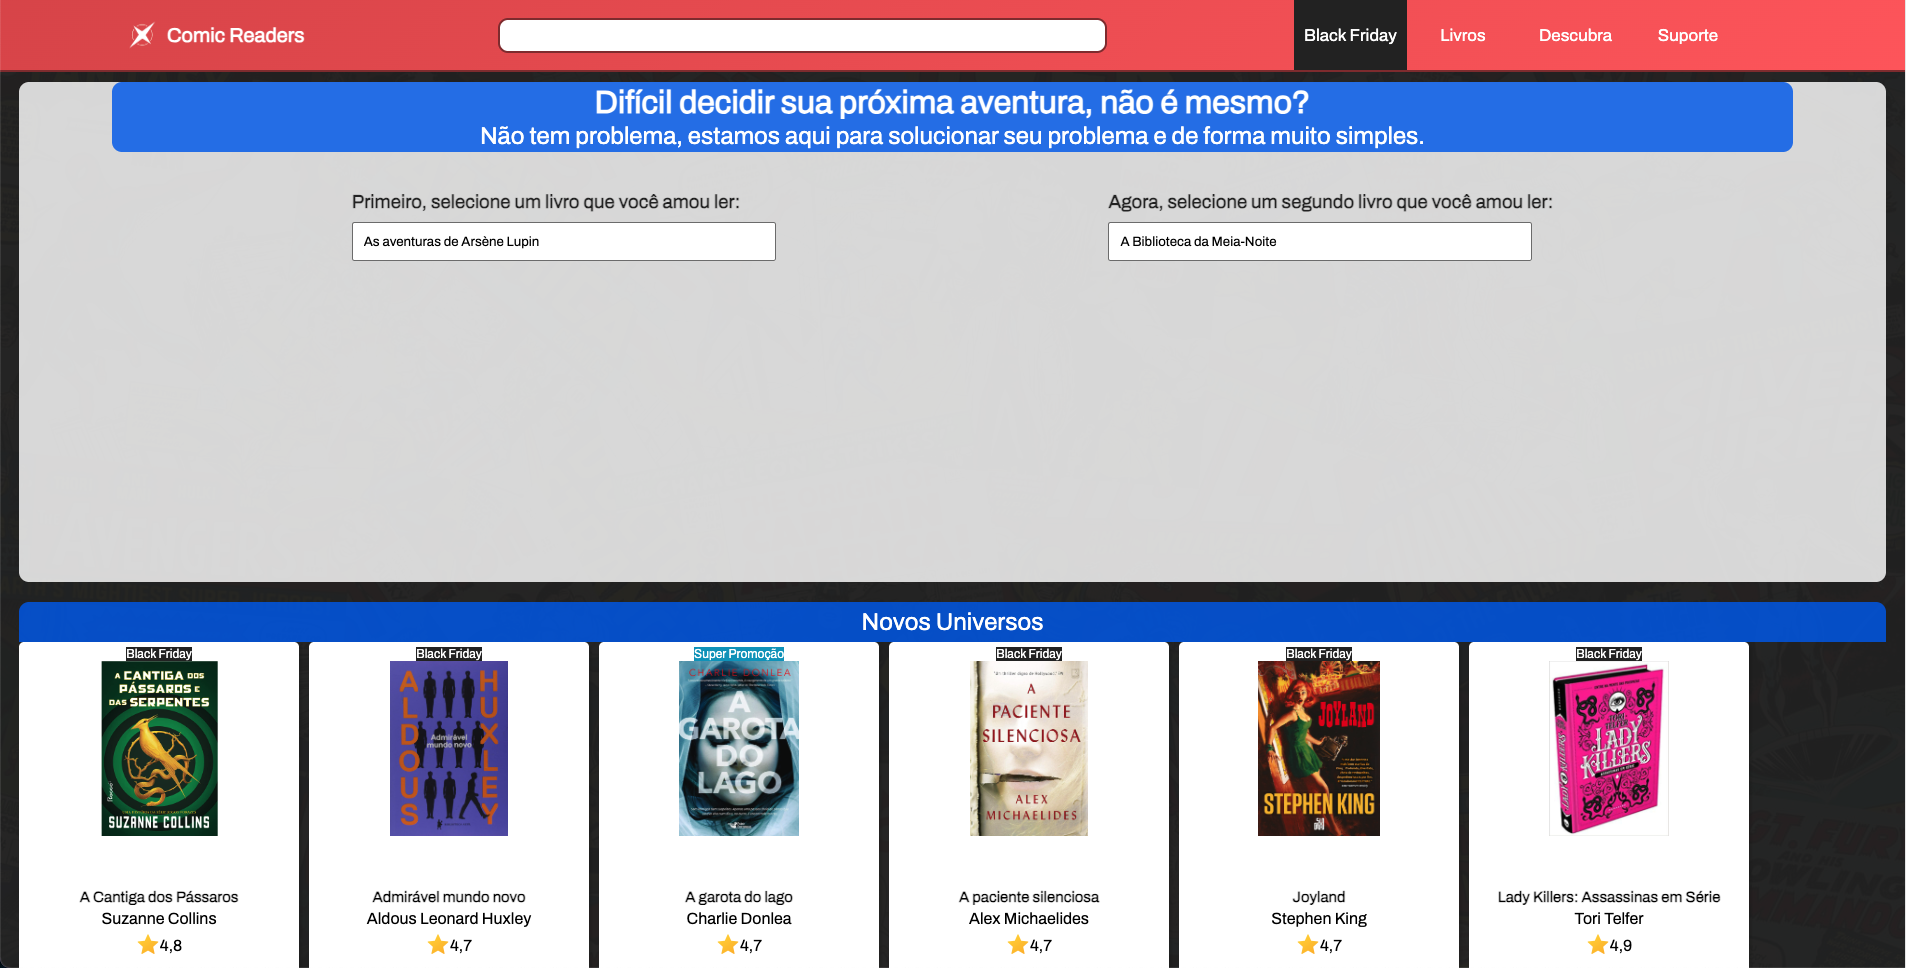 Comic Readers
Black Friday
Livros
Descubra
Suporte
Difícil decidir sua próxima aventura, não é mesmo?
Não tem problema, estamos aqui para solucionar seu problema e de forma muito simples.
Primeiro, selecione um livro que você amou ler:
Agora, selecione um segundo livro que você amou ler:
As aventuras de Arsène Lupin
A Biblioteca da Meia-Noite
Novos Universos
Black Friday
A CANTIGA DOS
PÁSSAROS E
DAS SERPENTES
SUZANNE COLLINS
A Cantiga dos Pássaros
Suzanne Collins
4,8
Black Friday
ALDOUS
HUXLEY
Admirável
mundo novo
Admirável mundo novo
Aldous Leonard Huxley
4,7
Super Promoção
CHARLIE DONLEA
A
GAROTA
DO
LAGO
A garota do lago
Charlie Donlea
4,7
Black Friday
A
PACIENTE
SILENCIOSA
ALEX
MICHAELIDES
A paciente silenciosa
Alex Michaelides
4,7
Black Friday
JOYLAND
STEPHEN KING
Joyland
Stephen King
4,7
Black Friday
TORI TELFER
LADY
KILLERS
Lady Killers: Assassinas em Série
Tori Telfer
4,9